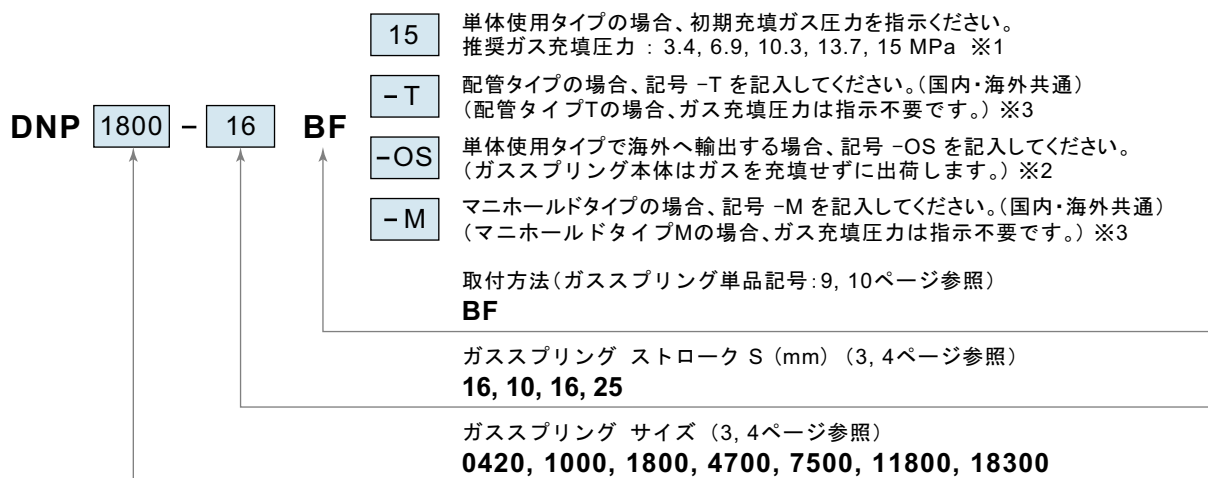 15
単体使用タイプの場合、初期充填ガス圧力を指示ください。
推奨ガス充填圧力 : 3.4, 6.9, 10.3, 13.7, 15 MPa ※1
-T
配管タイプの場合、記号 -T を記入してください。(国内・海外共通)
(配管タイプTの場合、ガス充填圧力は指示不要です。) ※3
DNP 1800 - 16 BF
-OS
単体使用タイプで海外へ輸出する場合、記号 -OS を記入してください。
(ガススプリング本体はガスを充填せずに出荷します。) ※2
-M
マニホールドタイプの場合、記号 -M を記入してください。(国内・海外共通)
(マニホールドタイプMの場合、ガス充填圧力は指示不要です。) ※3
取付方法(ガススプリング単品記号:9, 10ページ参照)
BF
ガススプリング ストローク S (mm) (3, 4ページ参照)
16, 10, 16, 25
ガススプリング サイズ (3, 4ページ参照)
0420, 1000, 1800, 4700, 7500, 11800, 18300